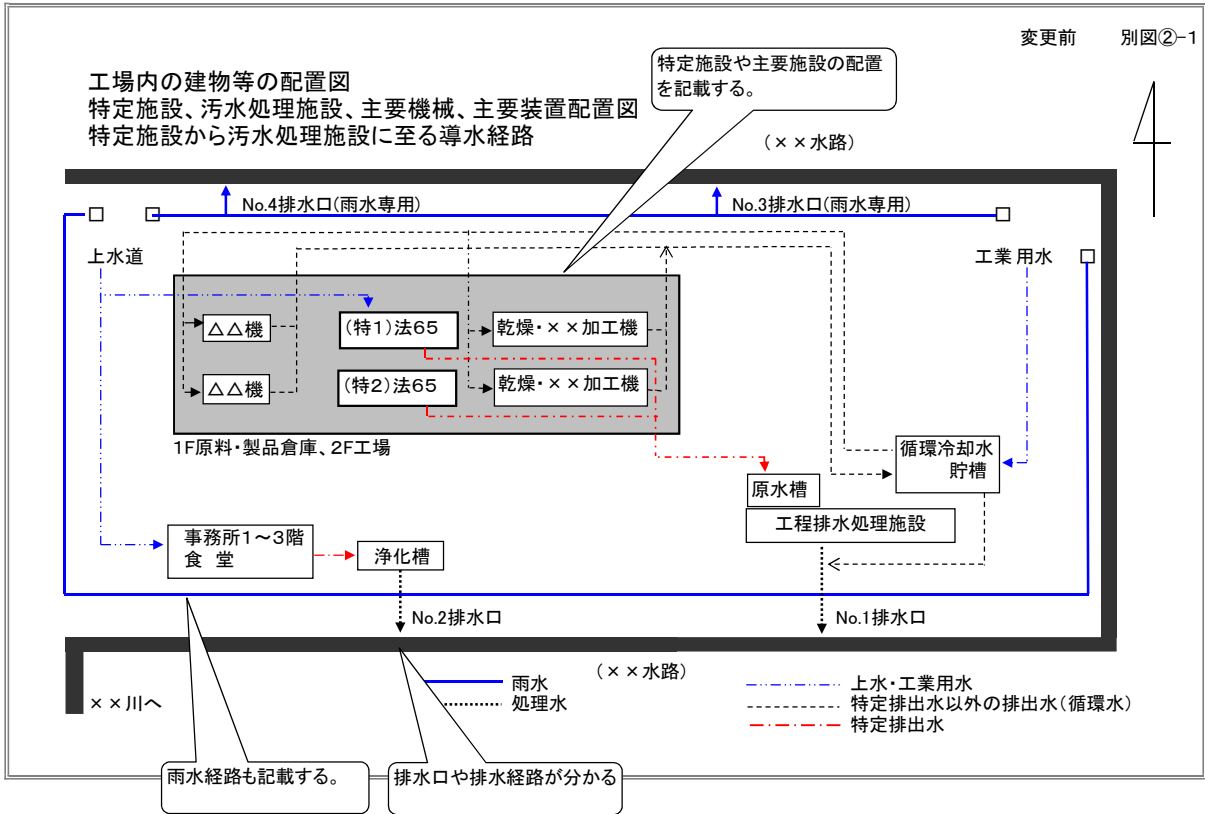 変更前　別図②-1
工場内の建物等の配置図
特定施設、汚水処理施設、主要機械、主要装置配置図
特定施設から汚水処理施設に至る導水経路
特定施設や主要施設の配置
を記載する。
(××水路)
No.4排水口(雨水専用)
No.3排水口(雨水専用)
上水道
工業用水
△△機
(特1)法65
乾燥・××加工機
△△機
(特2)法65
乾燥・××加工機
1F原料・製品倉庫、2F工場
循環冷却水
貯槽
原水槽
工程排水処理施設
事務所1～3階
食 堂
浄化槽
No.2排水口
No.1排水口
(××水路)
××川へ
雨水
処理水
上水・工業用水
特定排出水以外の排出水(循環水)
特定排出水
雨水経路も記載する。
排水口や排水経路が分かる